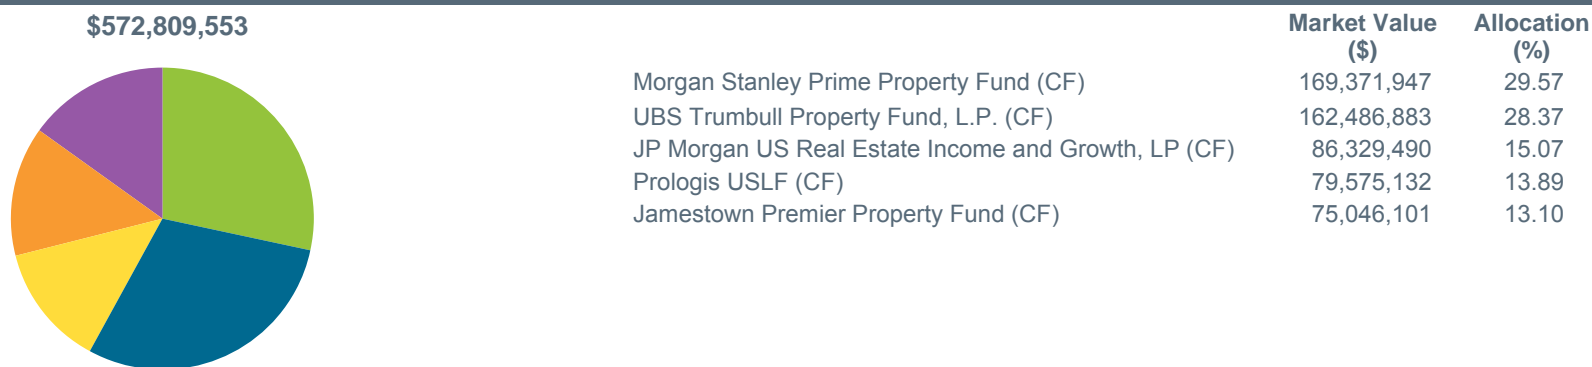 $572,809,553
Market Value Allocation
($) (%)
Morgan Stanley Prime Property Fund (CF) 169,371,947 29.57
UBS Trumbull Property Fund, L.P. (CF) 162,486,883 28.37
JP Morgan US Real Estate Income and Growth, LP (CF) 86,329,490 15.07
Prologis USLF (CF) 79,575,132 13.89
Jamestown Premier Property Fund (CF) 75,046,101 13.10